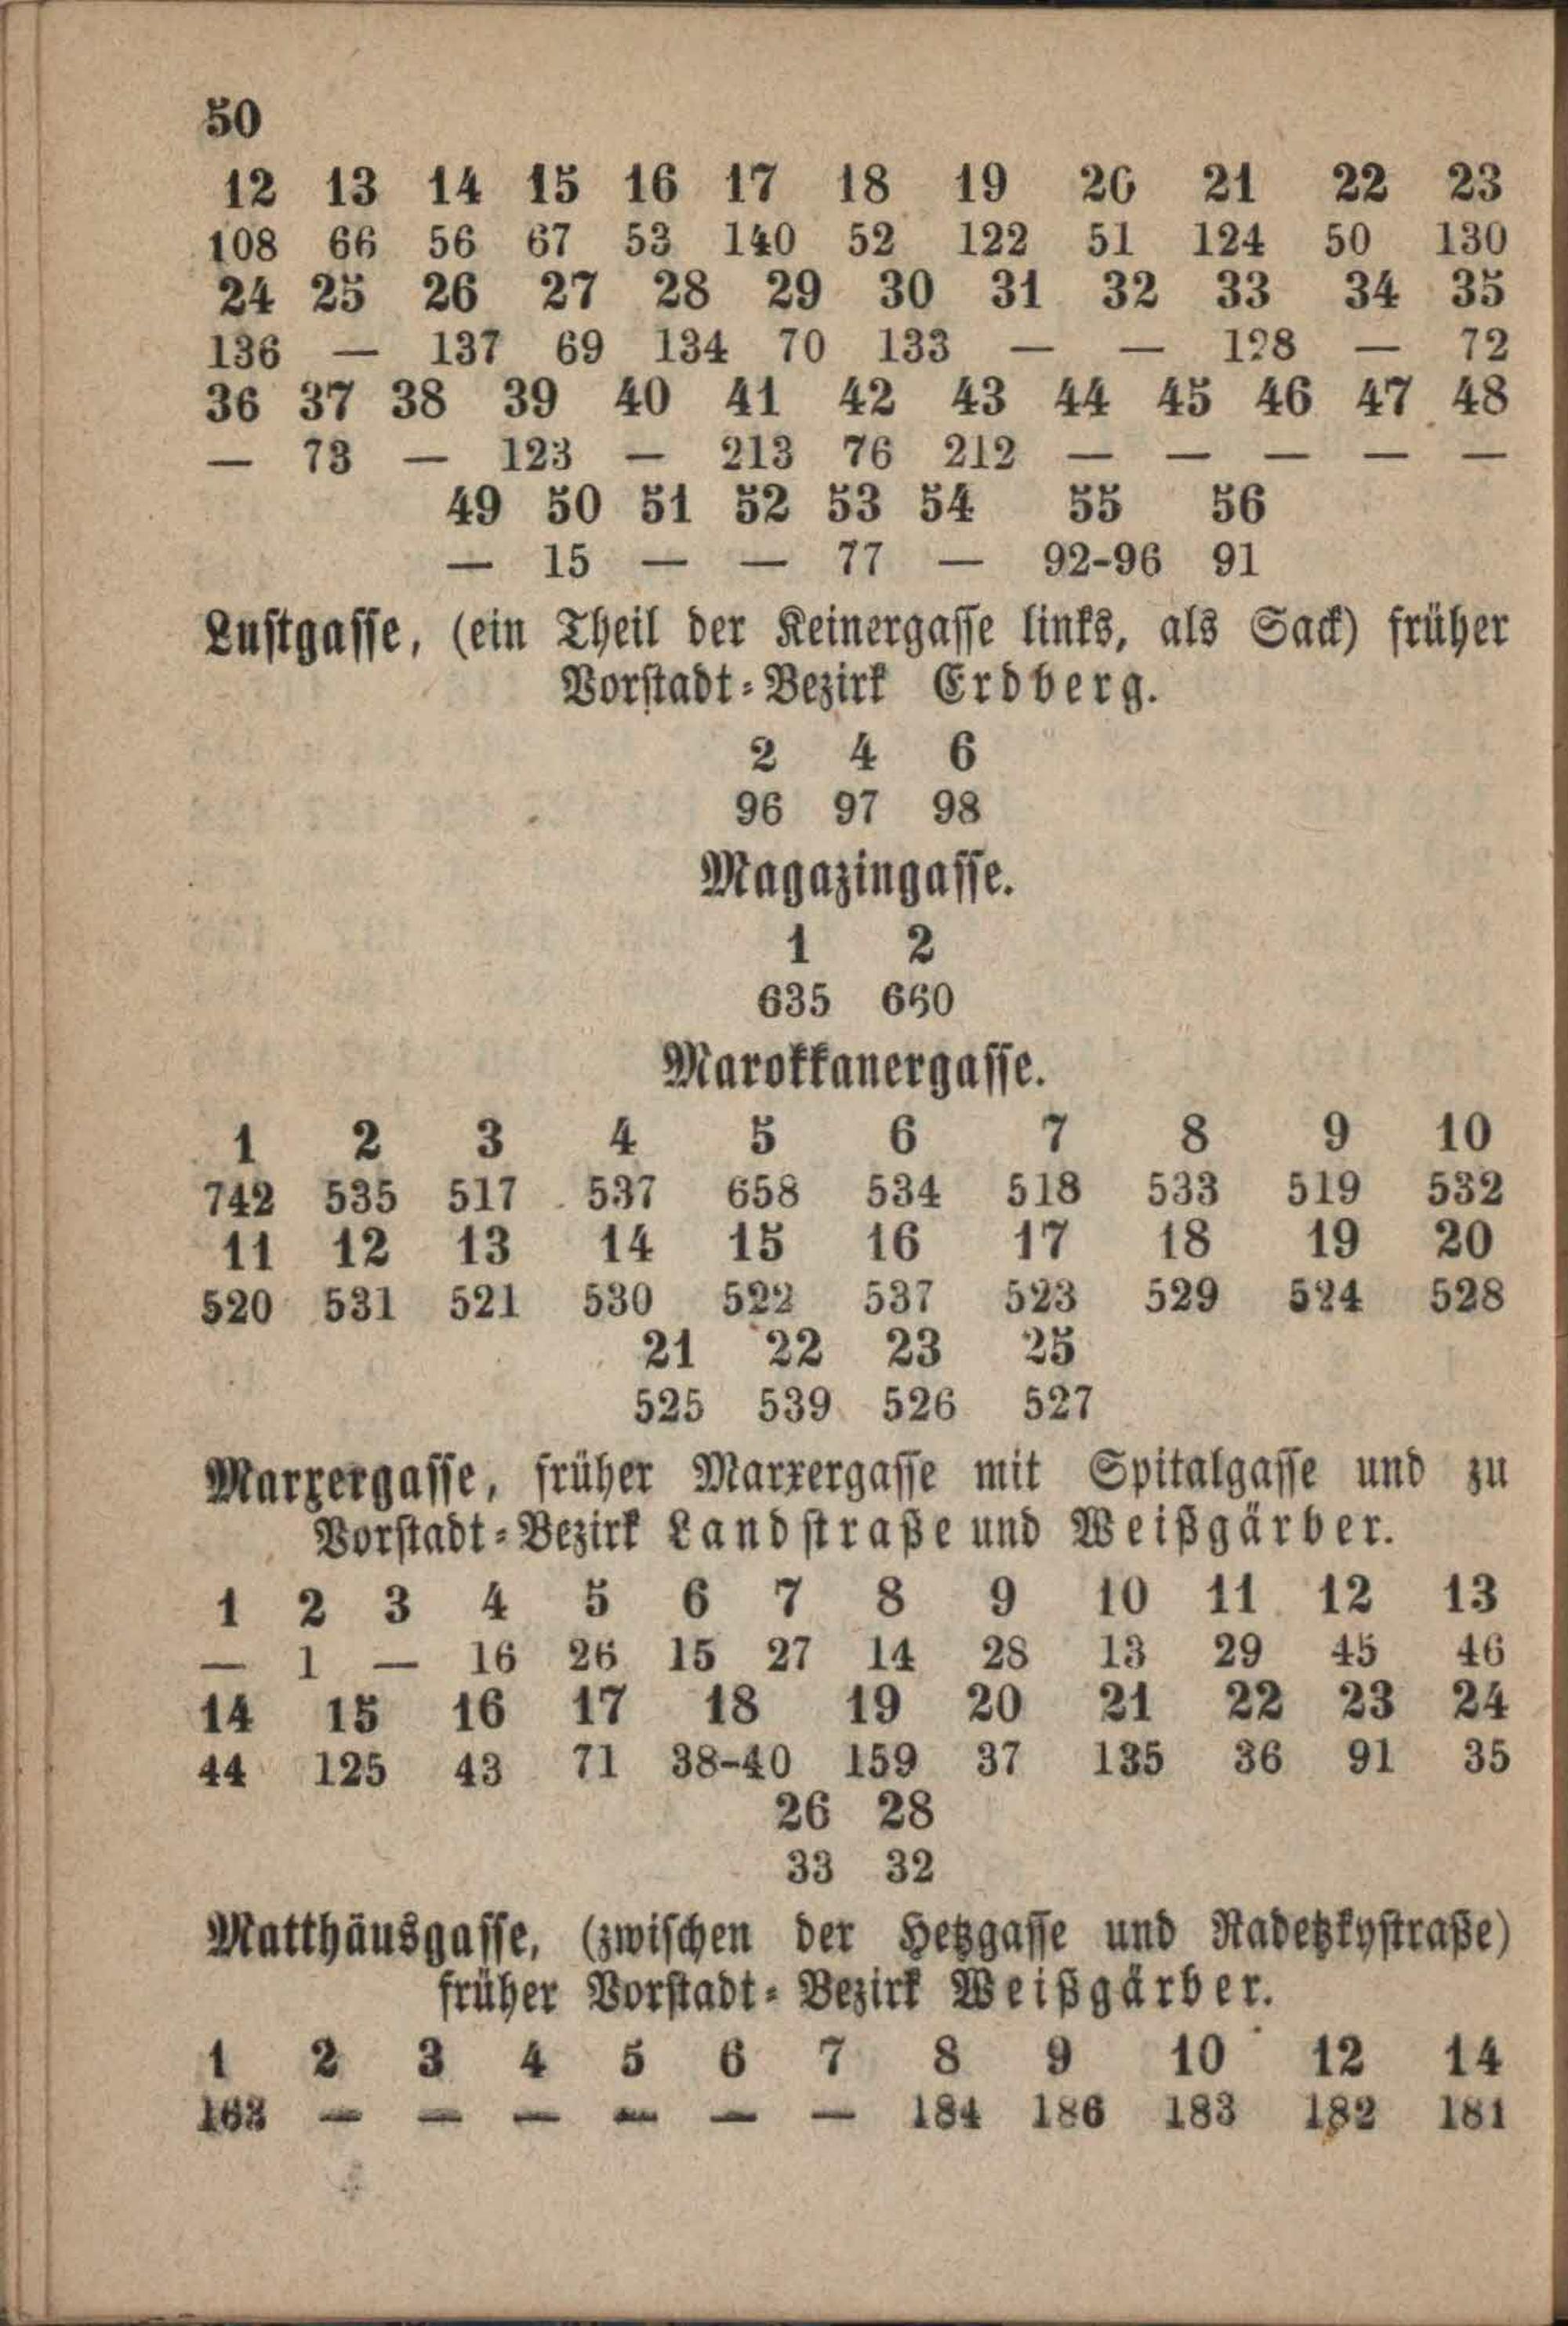 50
12 13 14 15 16 17 18 19 20 21 22 23
108 66 56 67 53 140 52 122 51 124 50 130
24 25 26 27 28 29 30 31 32 33 34 35
136 — 137 69 134 70 133 — — 128 — 72
36 37 38 39 40 41 42 43 44 45 46 47 48
— 73 — 123 — 213 76 212 — — — — —
49 50 51 52 53 54 55 56
— 15 — — 77 — 92-96 91
Lustgasse, (ein Theil der Keinergasse links, als Sack) früher
Vorstadt-Bezirk Erdberg.
2 4 6
96 97 98
Magazingasse.
1 2
635 660
Marokkanergasse.
1 2 3 4 5 6 7 8 9 10
742 535 517 537 658 534 518 533 519 532
11 12 13 14 15 16 17 18 19 20
520 531 521 530 522 537 523 529 524 528
21 22 23 25
525 539 526 527
Marxergasse, früher Marxergasse mit Spitalgasse und zu
Vorstadt-Bezirk Landstraße und Weißgärber.
1 2 3 4 5 6 7 8 9 10 11 12 13
— 1 — 16 26 15 27 14 28 13 29 45 46
14 15 16 17 18 19 20 21 22 23 24
44 125 43 71 38-40 159 37 135 36 91 35
26 28
33 32
Matthäusgasse, (zwischen der Hetzgasse und Radetzkystraße)
früher Vorstadt-Bezirk Weißgärber.
1 2 3 4 5 6 7 8 9 10 12 14
163 — — — — — — 184 186 183 182 181